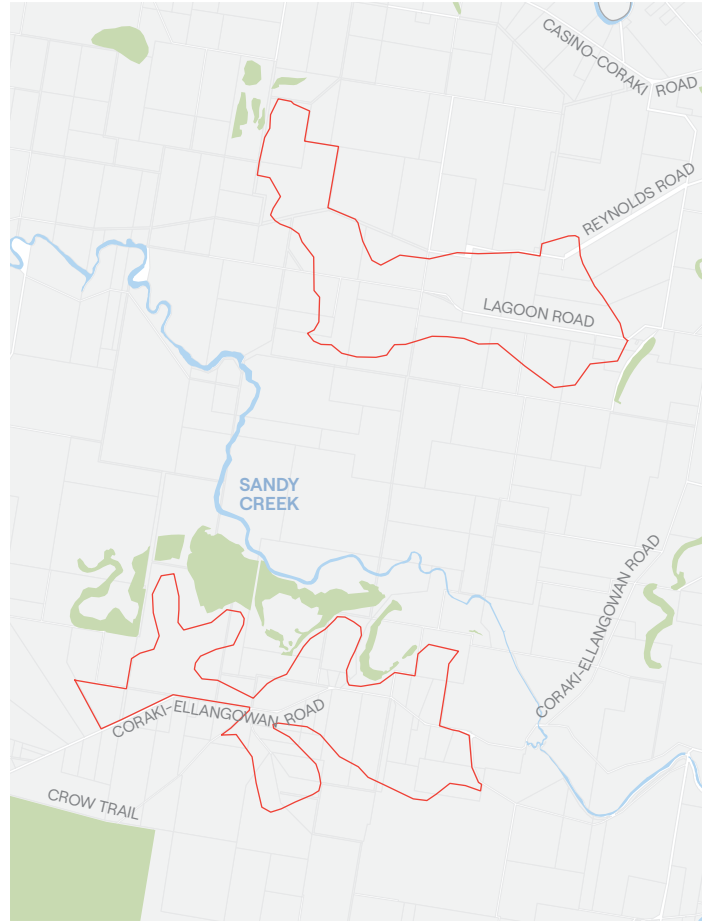 CASINO-CORAKI ROAD
REYNOLDS ROAD
LAGOON ROAD
SANDY
CREEK
CORAKI-ELLANGOWAN ROAD
CORAKI-ELLANGOWAN ROAD
CROW TRAIL